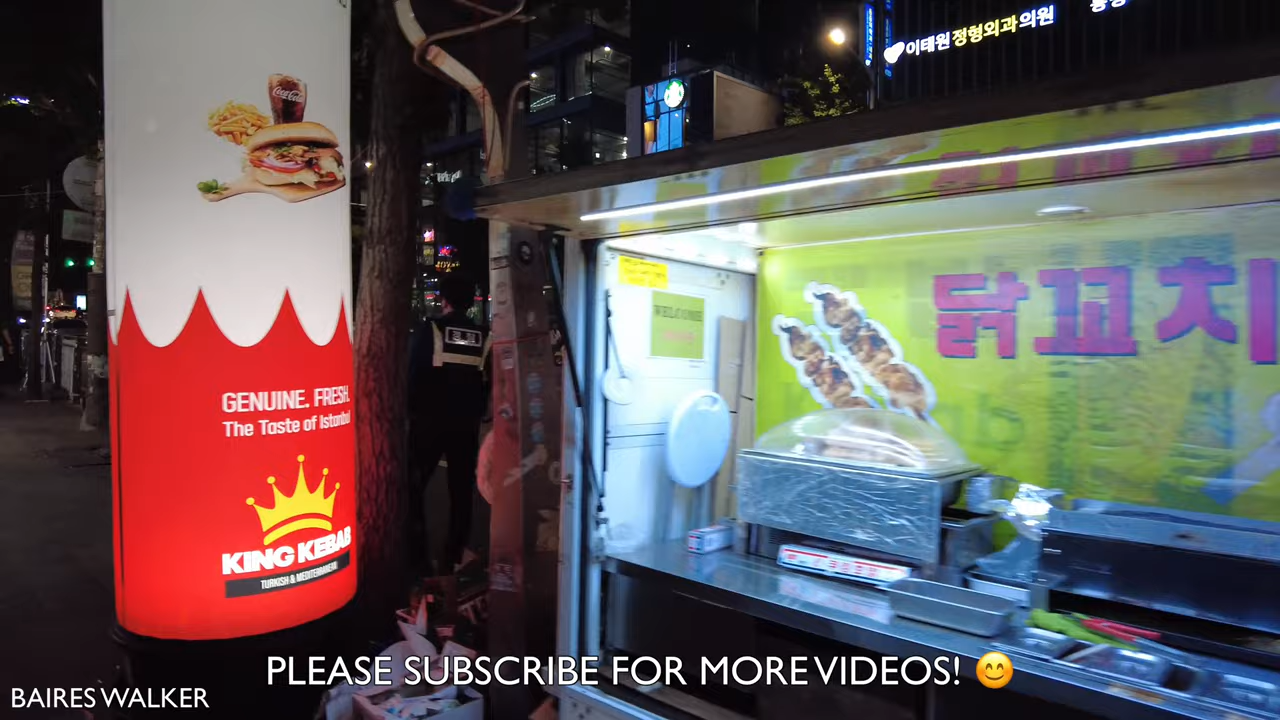 이태원정형외과의원
Coca-Cola
WELCOME
닭꼬치
GENUINE. FRESH.
The Taste of Istanbul
KING KEBAB
TURKISH & MEDITERRANEAN
PLEASE SUBSCRIBE FOR MORE VIDEOS! 😊
BAIRES WALKER